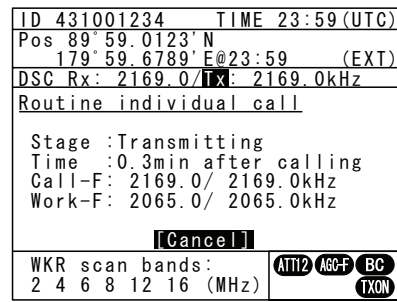 ID 431001234 TIME 23:59(UTC)
Pos 89°59.0123'N
179°59.6789'E@23:59 (EXT)
DSC Rx: 2169.0/Tx: 2169.0kHz
Routine individual call
Stage :Transmitting
Time :0.3min after calling
Call-F: 2169.0/ 2169.0kHz
Work-F: 2065.0/ 2065.0kHz
[Cancel]
WKR scan bands:
2 4 6 8 12 16 (MHz)
ATT12 AGC-F BC
TXON